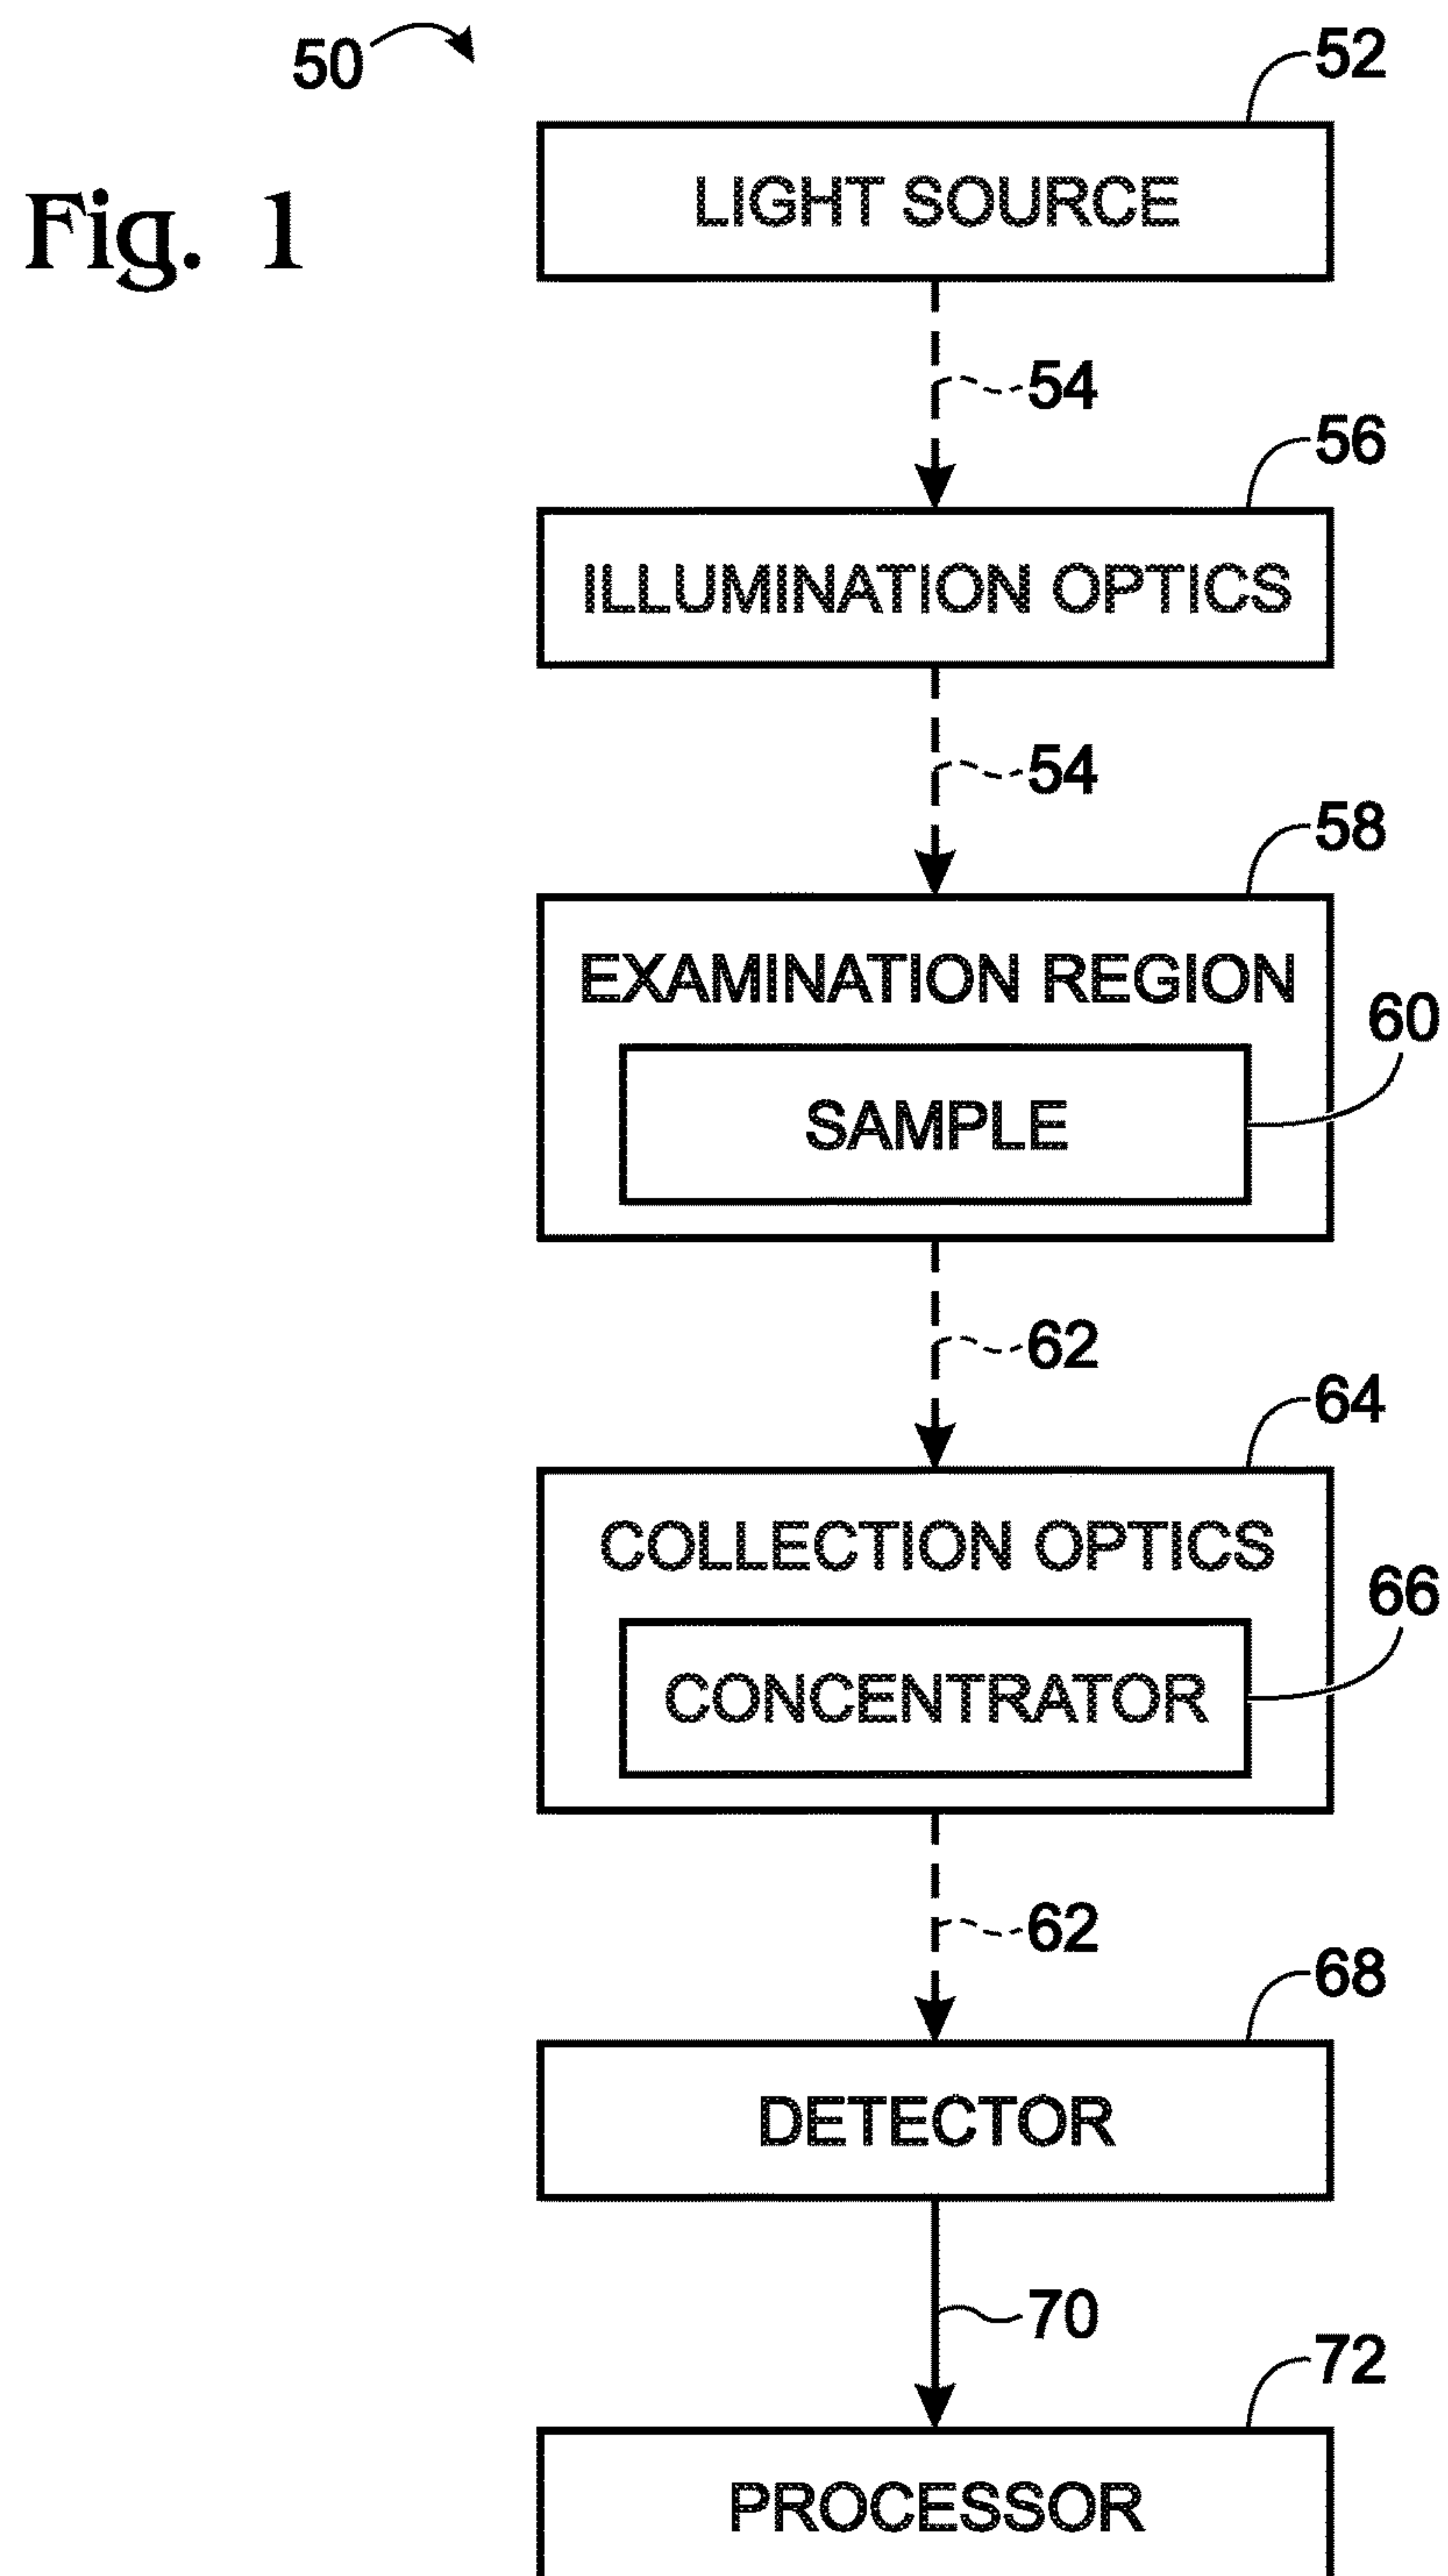 50
52
Fig. 1
LIGHT SOURCE
54
56
ILLUMINATION OPTICS
54
58
EXAMINATION REGION
60
SAMPLE
62
64
COLLECTION OPTICS
66
CONCENTRATOR
62
68
DETECTOR
70
72
PROCESSOR